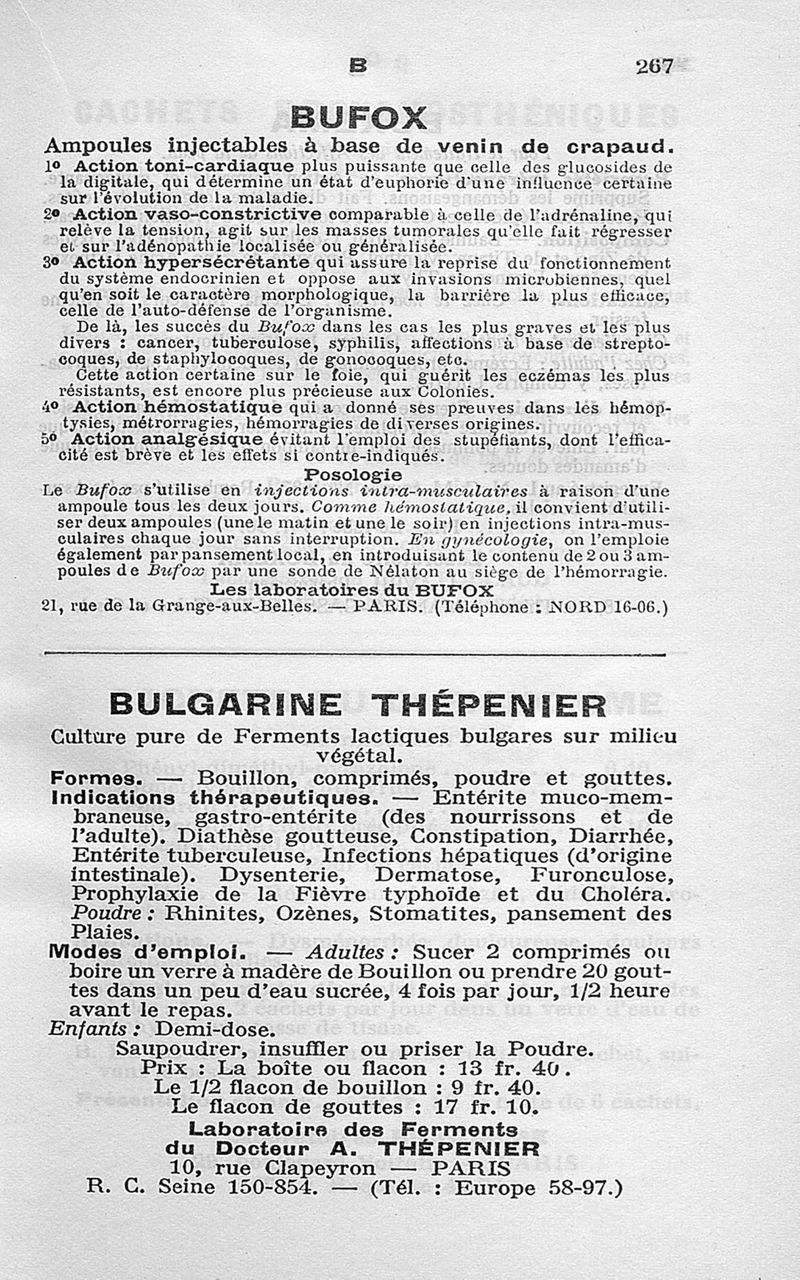 B 267
BUFOX
Ampoules injectables à base de venin de crapaud.
1º Action toni-cardiaque plus puissante que celle des glucosides de
la digitale, qui détermine un état d'euphorie d'une influence certaine
sur l'évolution de la maladie.
2º Action vaso-constrictive comparable à celle de l'adrénaline, qui
relève la tension, agit sur les masses tumorales qu'elle fait régresser
et sur l'adénopathie localisée ou généralisée.
3º Action hypersécrétante qui assure la reprise du fonctionnement
du système endocrinien et oppose aux invasions microbiennes, quel
qu'en soit le caractère morphologique, la barrière la plus efficace,
celle de l'auto-défense de l'organisme.
De là, les succès du Bufox dans les cas les plus graves et les plus
divers : cancer, tuberculose, syphilis, affections à base de strepto-
coques, de staphylocoques, de gonocoques, etc.
Cette action certaine sur le foie, qui guérit les eczémas les plus
résistants, est encore plus précieuse aux Colonies.
4º Action hémostatique qui a donné ses preuves dans les hémop-
tysies, métrorragies, hémorragies de diverses origines.
5º Action analgésique évitant l'emploi des stupéfiants, dont l'effica-
cité est brève et les effets si contre-indiqués.
Posologie
Le Bufox s'utilise en injections intra-musculaires à raison d'une
ampoule tous les deux jours. Comme hémostatique, il convient d'utili-
ser deux ampoules (une le matin et une le soir) en injections intra-mus-
culaires chaque jour sans interruption. En gynécologie, on l'emploie
également par pansement local, en introduisant le contenu de 2 ou 3 am-
poules de Bufox par une sonde de Nélaton au siège de l'hémorragie.
Les laboratoires du BUFOX
21, rue de la Grange-aux-Belles. — PARIS. (Téléphone : NORD 16-06.)
BULGARINE THÉPENIER
Culture pure de Ferments lactiques bulgares sur milieu
végétal.
Formes. — Bouillon, comprimés, poudre et gouttes.
Indications thérapeutiques. — Entérite muco-mem-
braneuse, gastro-entérite (des nourrissons et de
l'adulte). Diathèse goutteuse, Constipation, Diarrhée,
Entérite tuberculeuse, Infections hépatiques (d'origine
intestinale). Dysenterie, Dermatose, Furonculose,
Prophylaxie de la Fièvre typhoïde et du Choléra.
Poudre : Rhinites, Ozènes, Stomatites, pansement des
Plaies.
Modes d'emploi. — Adultes : Sucer 2 comprimés ou
boire un verre à madère de Bouillon ou prendre 20 gout-
tes dans un peu d'eau sucrée, 4 fois par jour, 1/2 heure
avant le repas.
Enfants : Demi-dose.
Saupoudrer, insuffler ou priser la Poudre.
Prix : La boîte ou flacon : 13 fr. 40.
Le 1/2 flacon de bouillon : 9 fr. 40.
Le flacon de gouttes : 17 fr. 10.
Laboratoire des Ferments
du Docteur A. THÉPENIER
10, rue Clapeyron — PARIS
R. C. Seine 150-854. — (Tél. : Europe 58-97.)